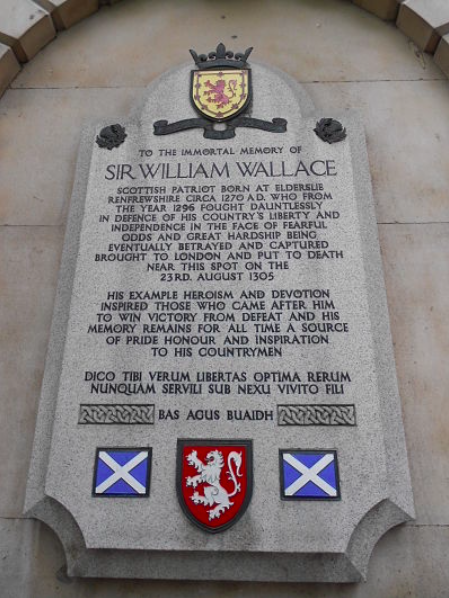 TO THE IMMORTAL MEMORY OF
SIR WILLIAM WALLACE
SCOTTISH PATRIOT BORN AT ELDERSLIE
RENFREWSHIRE CIRCA 1270 A.D. WHO FROM
THE YEAR 1296 FOUGHT DAUNTLESSLY
IN DEFENCE OF HIS COUNTRY'S LIBERTY AND
INDEPENDENCE IN THE FACE OF FEARFUL
ODDS AND GREAT HARDSHIP BEING
EVENTUALLY BETRAYED AND CAPTURED
BROUGHT TO LONDON AND PUT TO DEATH
NEAR THIS SPOT ON THE
23RD. AUGUST 1305
HIS EXAMPLE HEROISM AND DEVOTION
INSPIRED THOSE WHO CAME AFTER HIM
TO WIN VICTORY FROM DEFEAT AND HIS
MEMORY REMAINS FOR ALL TIME A SOURCE
OF PRIDE HONOUR AND INSPIRATION
TO HIS COUNTRYMEN
DICO TIBI VERUM LIBERTAS OPTIMA RERUM
NUNQUAM SERVILI SUB NEXU VIVITO FILI
BAS AGUS BUAIDH